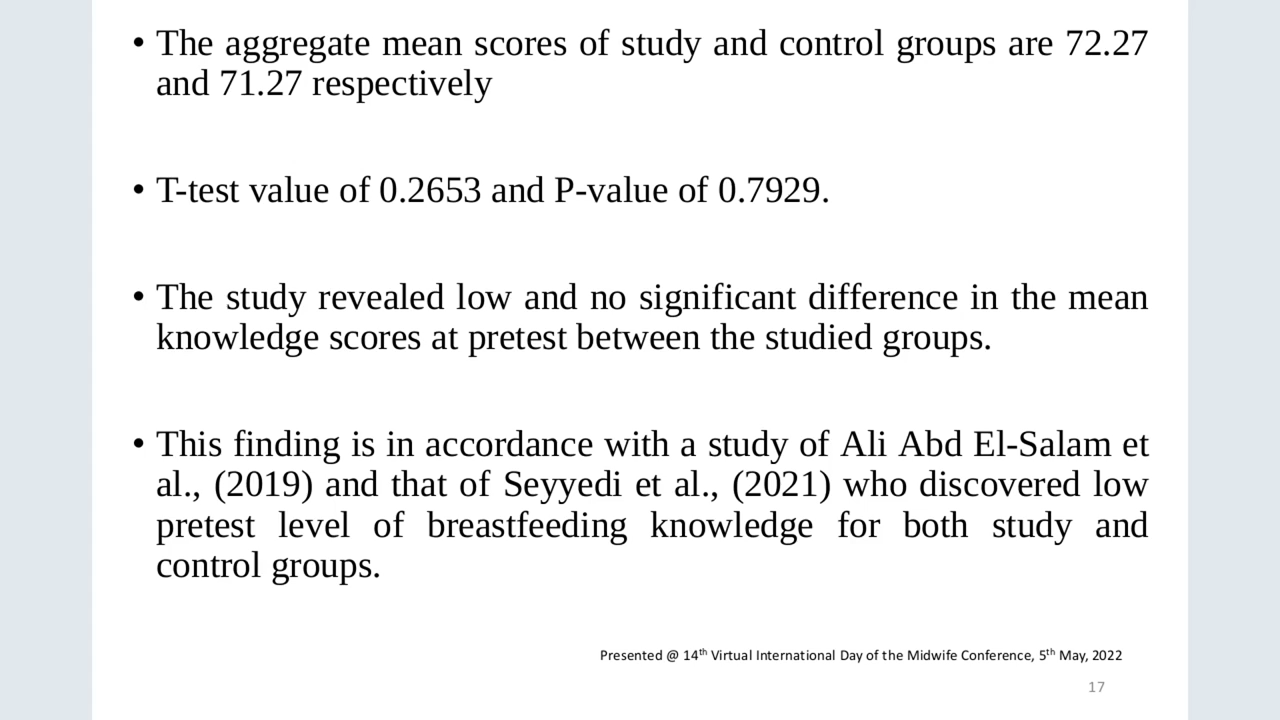 • The aggregate mean scores of study and control groups are 72.27
and 71.27 respectively
• T-test value of 0.2653 and P-value of 0.7929.
• The study revealed low and no significant difference in the mean
knowledge scores at pretest between the studied groups.
• This finding is in accordance with a study of Ali Abd El-Salam et
al., (2019) and that of Seyyedi et al., (2021) who discovered low
pretest level of breastfeeding knowledge for both study and
control groups.
Presented @ 14th Virtual International Day of the Midwife Conference, 5th May, 2022
17